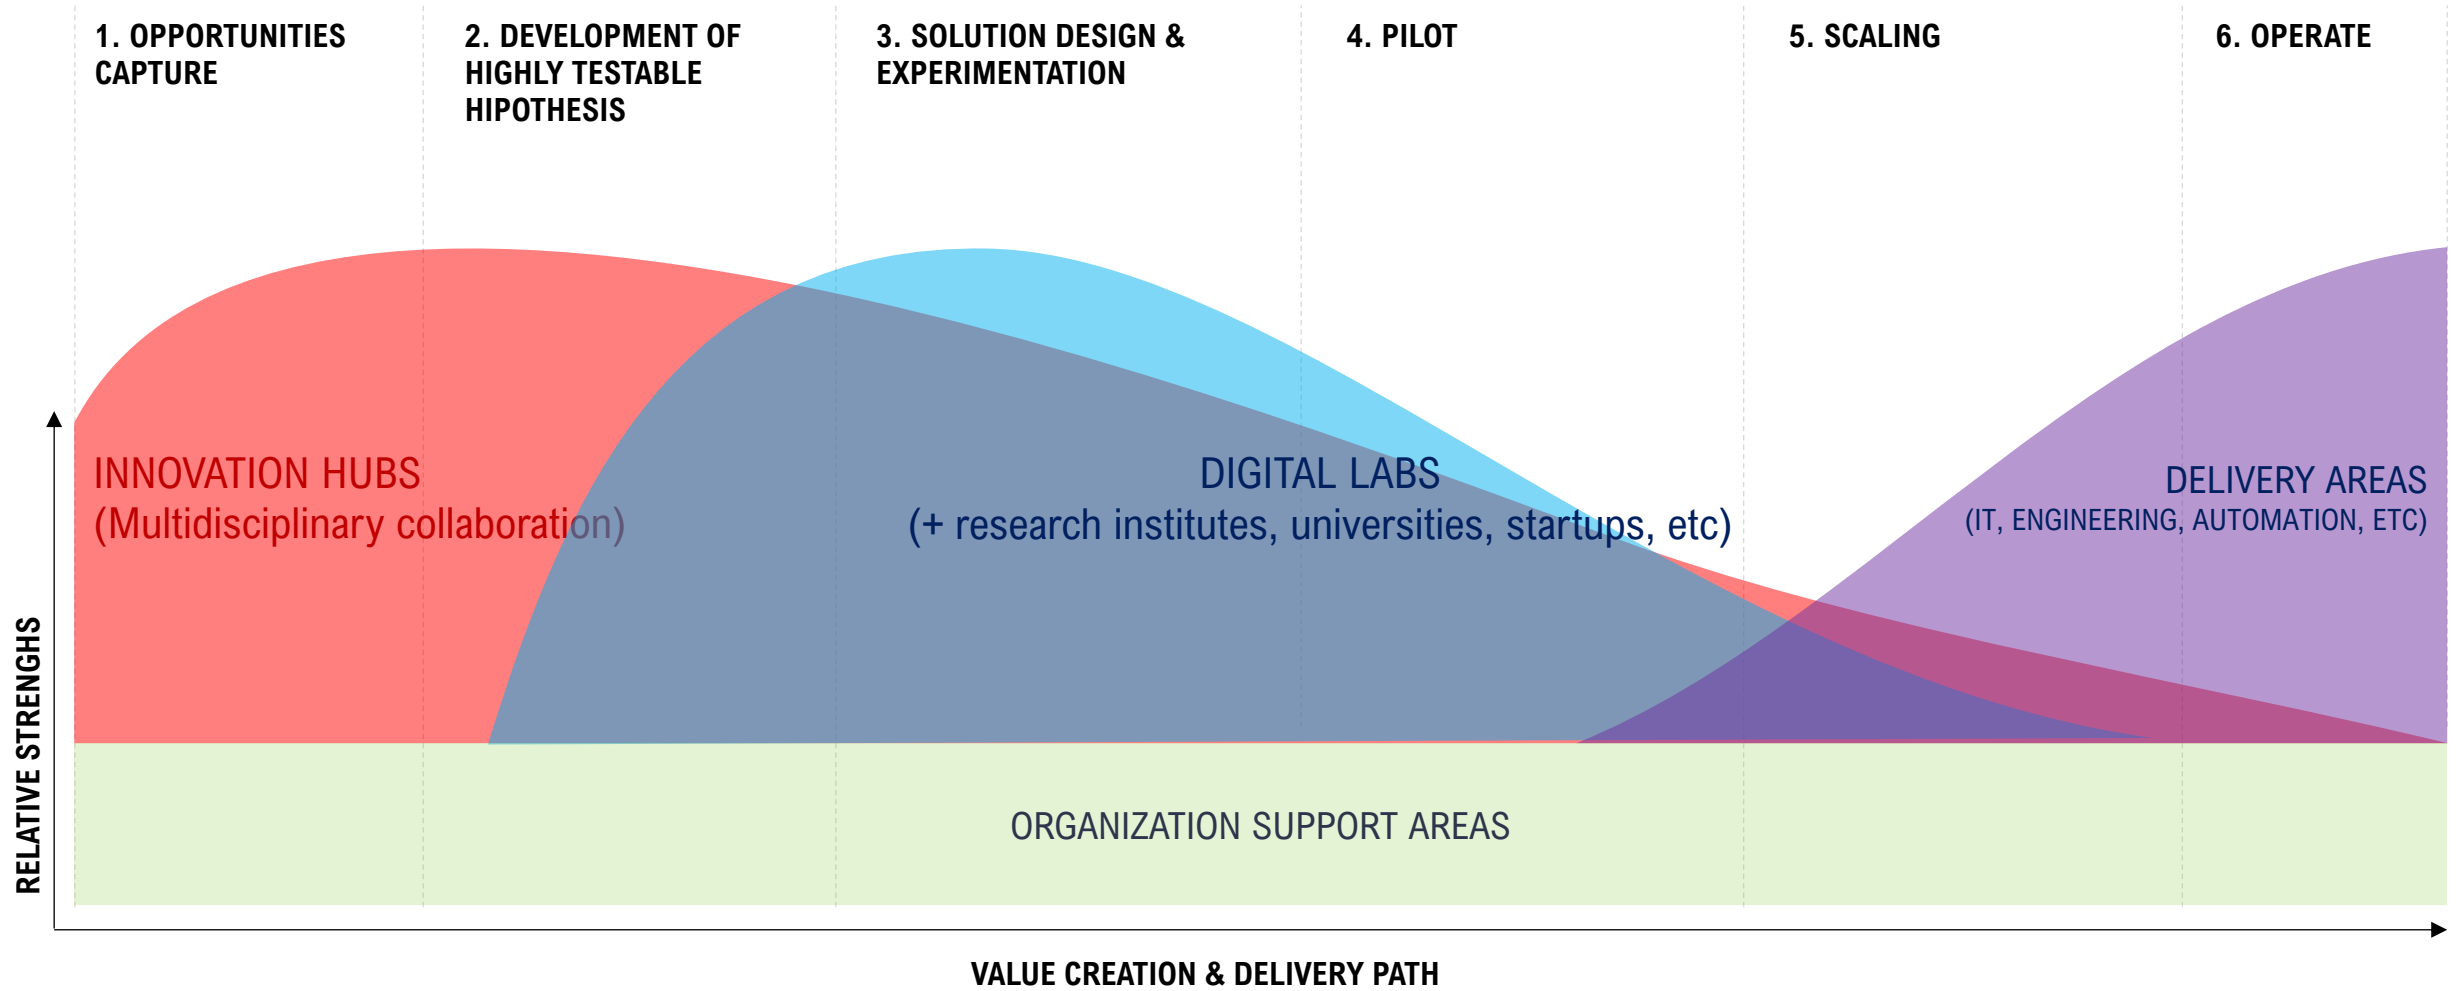 1. OPPORTUNITIES
CAPTURE
2. DEVELOPMENT OF
HIGHLY TESTABLE
HIPOTHESIS
3. SOLUTION DESIGN &
EXPERIMENTATION
4. PILOT
5. SCALING
6. OPERATE
INNOVATION HUBS
(Multidisciplinary collaboration)
DIGITAL LABS
(+ research institutes, universities, startups, etc)
DELIVERY AREAS
(IT, ENGINEERING, AUTOMATION, ETC)
RELATIVE STRENGHS
ORGANIZATION SUPPORT AREAS
VALUE CREATION & DELIVERY PATH